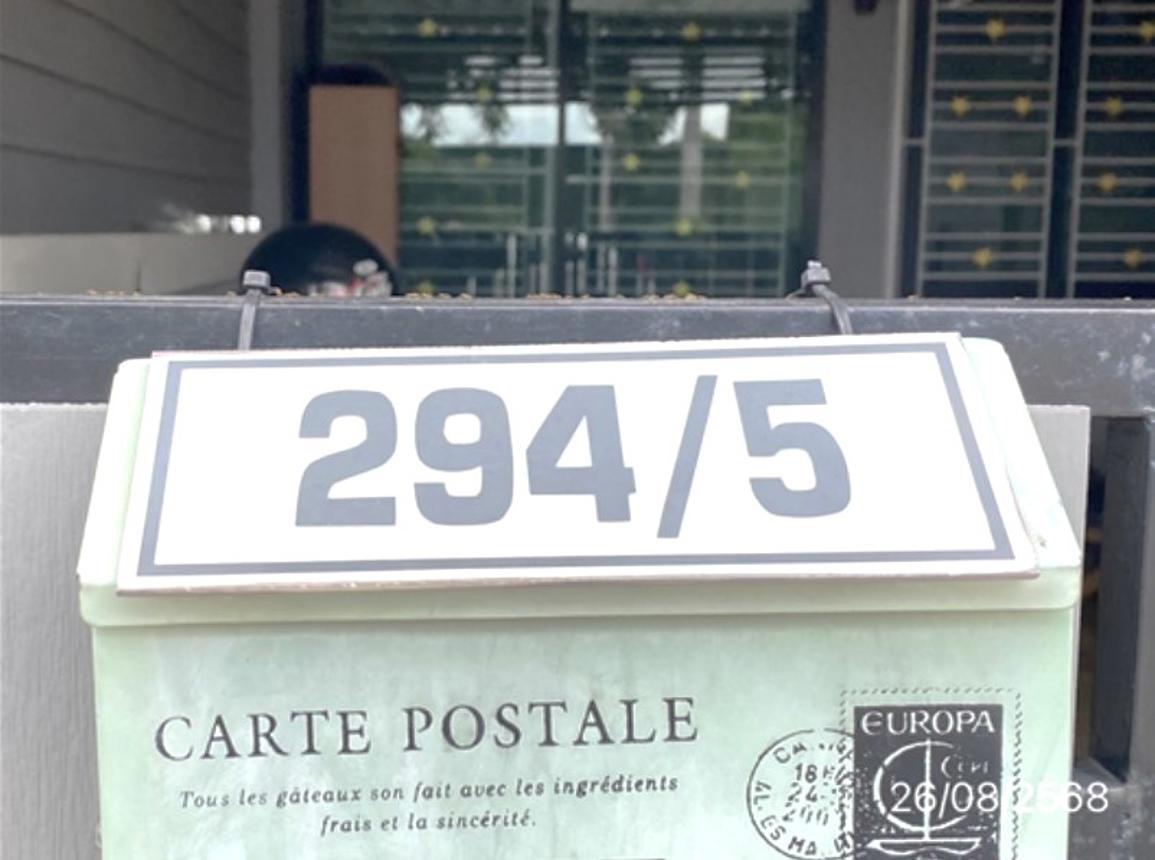 294/5
CARTE POSTALE
Tous les gâteaux son fait avec les ingrédients
frais et la sincérité.
EUROPA
26/08/2568